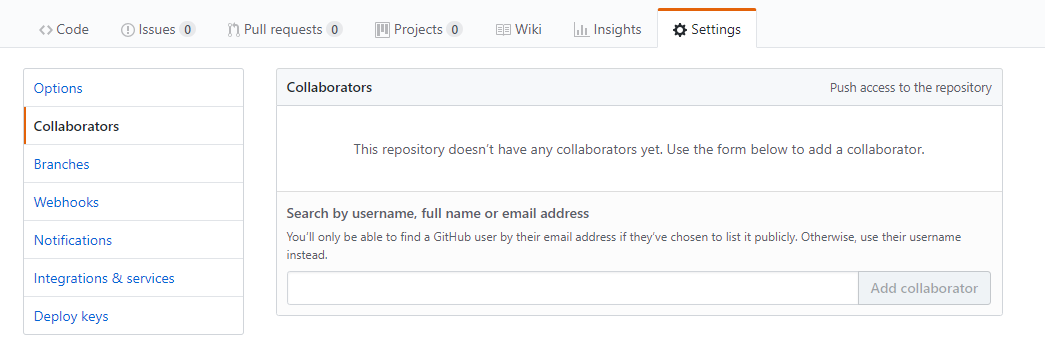 Code Issues 0 Pull requests 0 Projects 0 Wiki Insights Settings
Options
Collaborators
Branches
Webhooks
Notifications
Integrations & services
Deploy keys
Collaborators Push access to the repository
This repository doesn't have any collaborators yet. Use the form below to add a collaborator.
Search by username, full name or email address
You'll only be able to find a GitHub user by their email address if they've chosen to list it publicly. Otherwise, use their username
instead.
Add collaborator